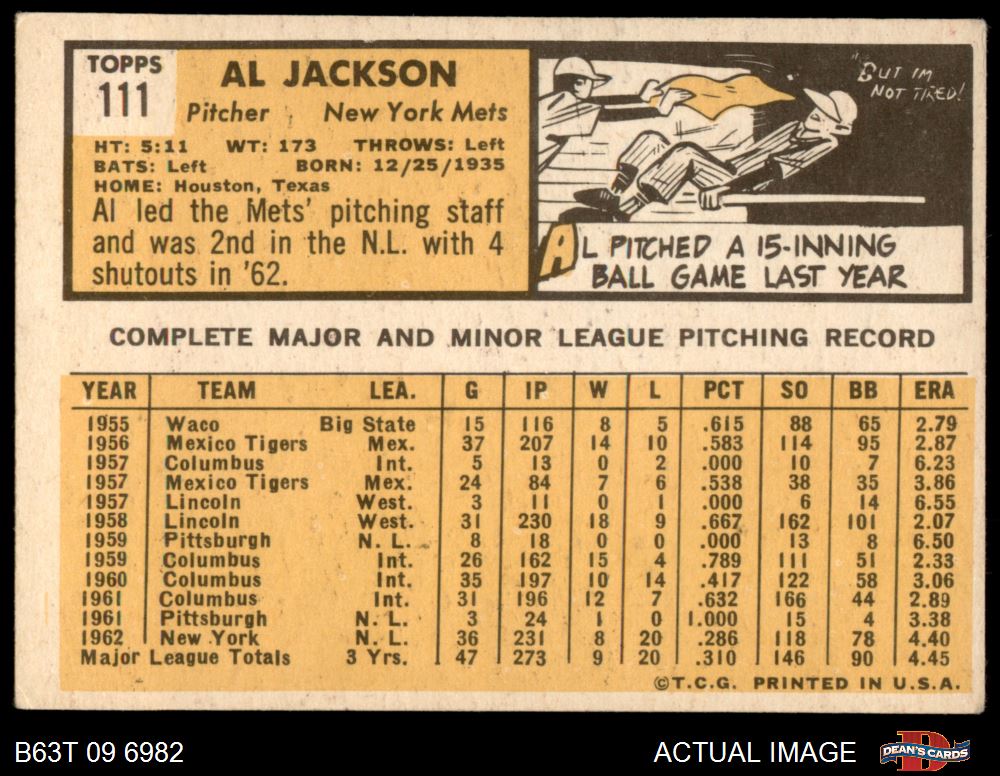 TOPPS
111
AL JACKSON
Pitcher New York Mets
HT: 5:11 WT: 173 THROWS: Left
BATS: Left BORN: 12/25/1935
HOME: Houston, Texas
Al led the Mets' pitching staff
and was 2nd in the N.L. with 4
shutouts in '62.
"BUT IM
NOT TIRED!
AL PITCHED A 15-INNING
BALL GAME LAST YEAR
COMPLETE MAJOR AND MINOR LEAGUE PITCHING RECORD
YEAR TEAM LEA. G IP W L PCT SO BB ERA
1955 Waco Big State 15 116 8 5 .615 88 65 2.79
1956 Mexico Tigers Mex. 37 207 14 10 .583 114 95 2.87
1957 Columbus Int. 5 13 0 2 .000 10 7 6.23
1957 Mexico Tigers Mex. 24 84 7 6 .538 38 35 3.86
1957 Lincoln West. 3 11 0 1 .000 6 14 6.55
1958 Lincoln West. 31 230 18 9 .667 162 101 2.07
1959 Pittsburgh N. L. 8 18 0 0 .000 13 8 6.50
1959 Columbus Int. 26 162 15 4 .789 111 51 2.33
1960 Columbus Int. 35 197 10 14 .417 122 58 3.06
1961 Columbus Int. 31 196 12 7 .632 166 44 2.89
1961 Pittsburgh N. L. 3 24 1 0 1.000 15 4 3.38
1962 New York N. L. 36 231 8 20 .286 118 78 4.40
Major League Totals 3 Yrs. 47 273 9 20 .310 146 90 4.45
©T.C.G. PRINTED IN U.S.A.
B63T 09 6982
ACTUAL IMAGE
D
DEAN'S CARDS